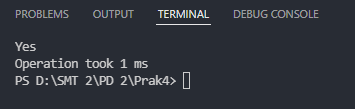 PROBLEMS OUTPUT TERMINAL DEBUG CONSOLE
Yes
Operation took 1 ms
PS D:\SMT 2\PD 2\Prak4>